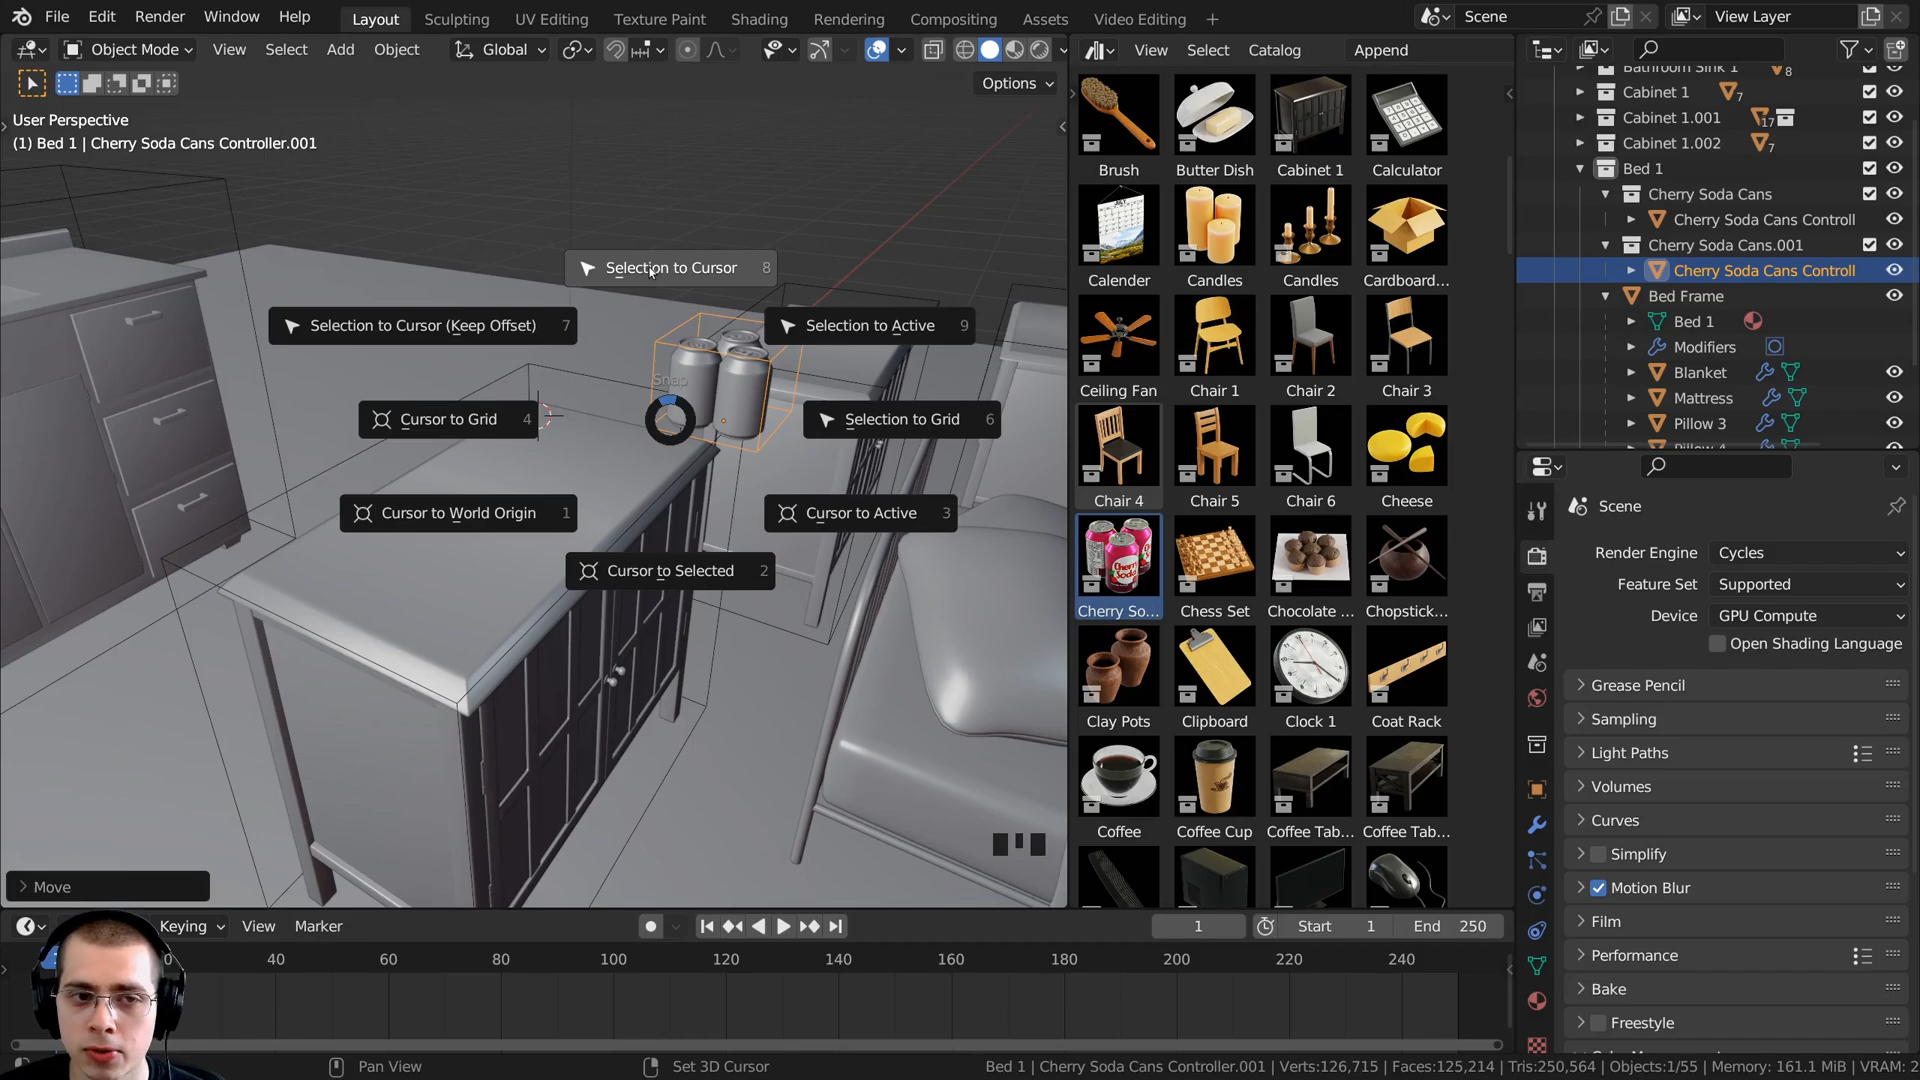 File Edit Render Window Help Layout Sculpting UV Editing Texture Paint Shading Rendering Compositing Assets Video Editing Scene View Layer
Object Mode View Select Add Object Global View Select Catalog Append
Options
User Perspective
(1) Bed 1 | Cherry Soda Cans Controller.001
Selection to Cursor 8
Selection to Cursor (Keep Offset) 7
Selection to Active 9
Snap
Cursor to Grid 4
Selection to Grid 6
Cursor to World Origin 1
Cursor to Active 3
Cursor to Selected 2
Move
Brush Butter Dish Cabinet 1 Calculator
Calender Candles Candles Cardboard...
Ceiling Fan Chair 1 Chair 2 Chair 3
Chair 4 Chair 5 Chair 6 Cheese
Cherry So... Chess Set Chocolate ... Chopstick...
Clay Pots Clipboard Clock 1 Coat Rack
Coffee Coffee Cup Coffee Tab... Coffee Tab...
Bathroom Sink 1 8
Cabinet 1 7
Cabinet 1.001 17
Cabinet 1.002 7
Bed 1
Cherry Soda Cans
Cherry Soda Cans Controll
Cherry Soda Cans.001
Cherry Soda Cans Controll
Bed Frame
Bed 1
Modifiers
Blanket
Mattress
Pillow 3
Scene
Render Engine Cycles
Feature Set Supported
Device GPU Compute
Open Shading Language
Grease Pencil
Sampling
Light Paths
Volumes
Curves
Simplify
Motion Blur
Film
Performance
Bake
Freestyle
Keying View Marker 1 Start 1 End 250
40 60 80 100 120 140 160 180 200 220 240
Pan View Set 3D Cursor Bed 1 | Cherry Soda Cans Controller.001 | Verts:126,715 | Faces:125,214 | Tris:250,564 | Objects:1/55 | Memory: 161.1 MiB | VRAM: 2